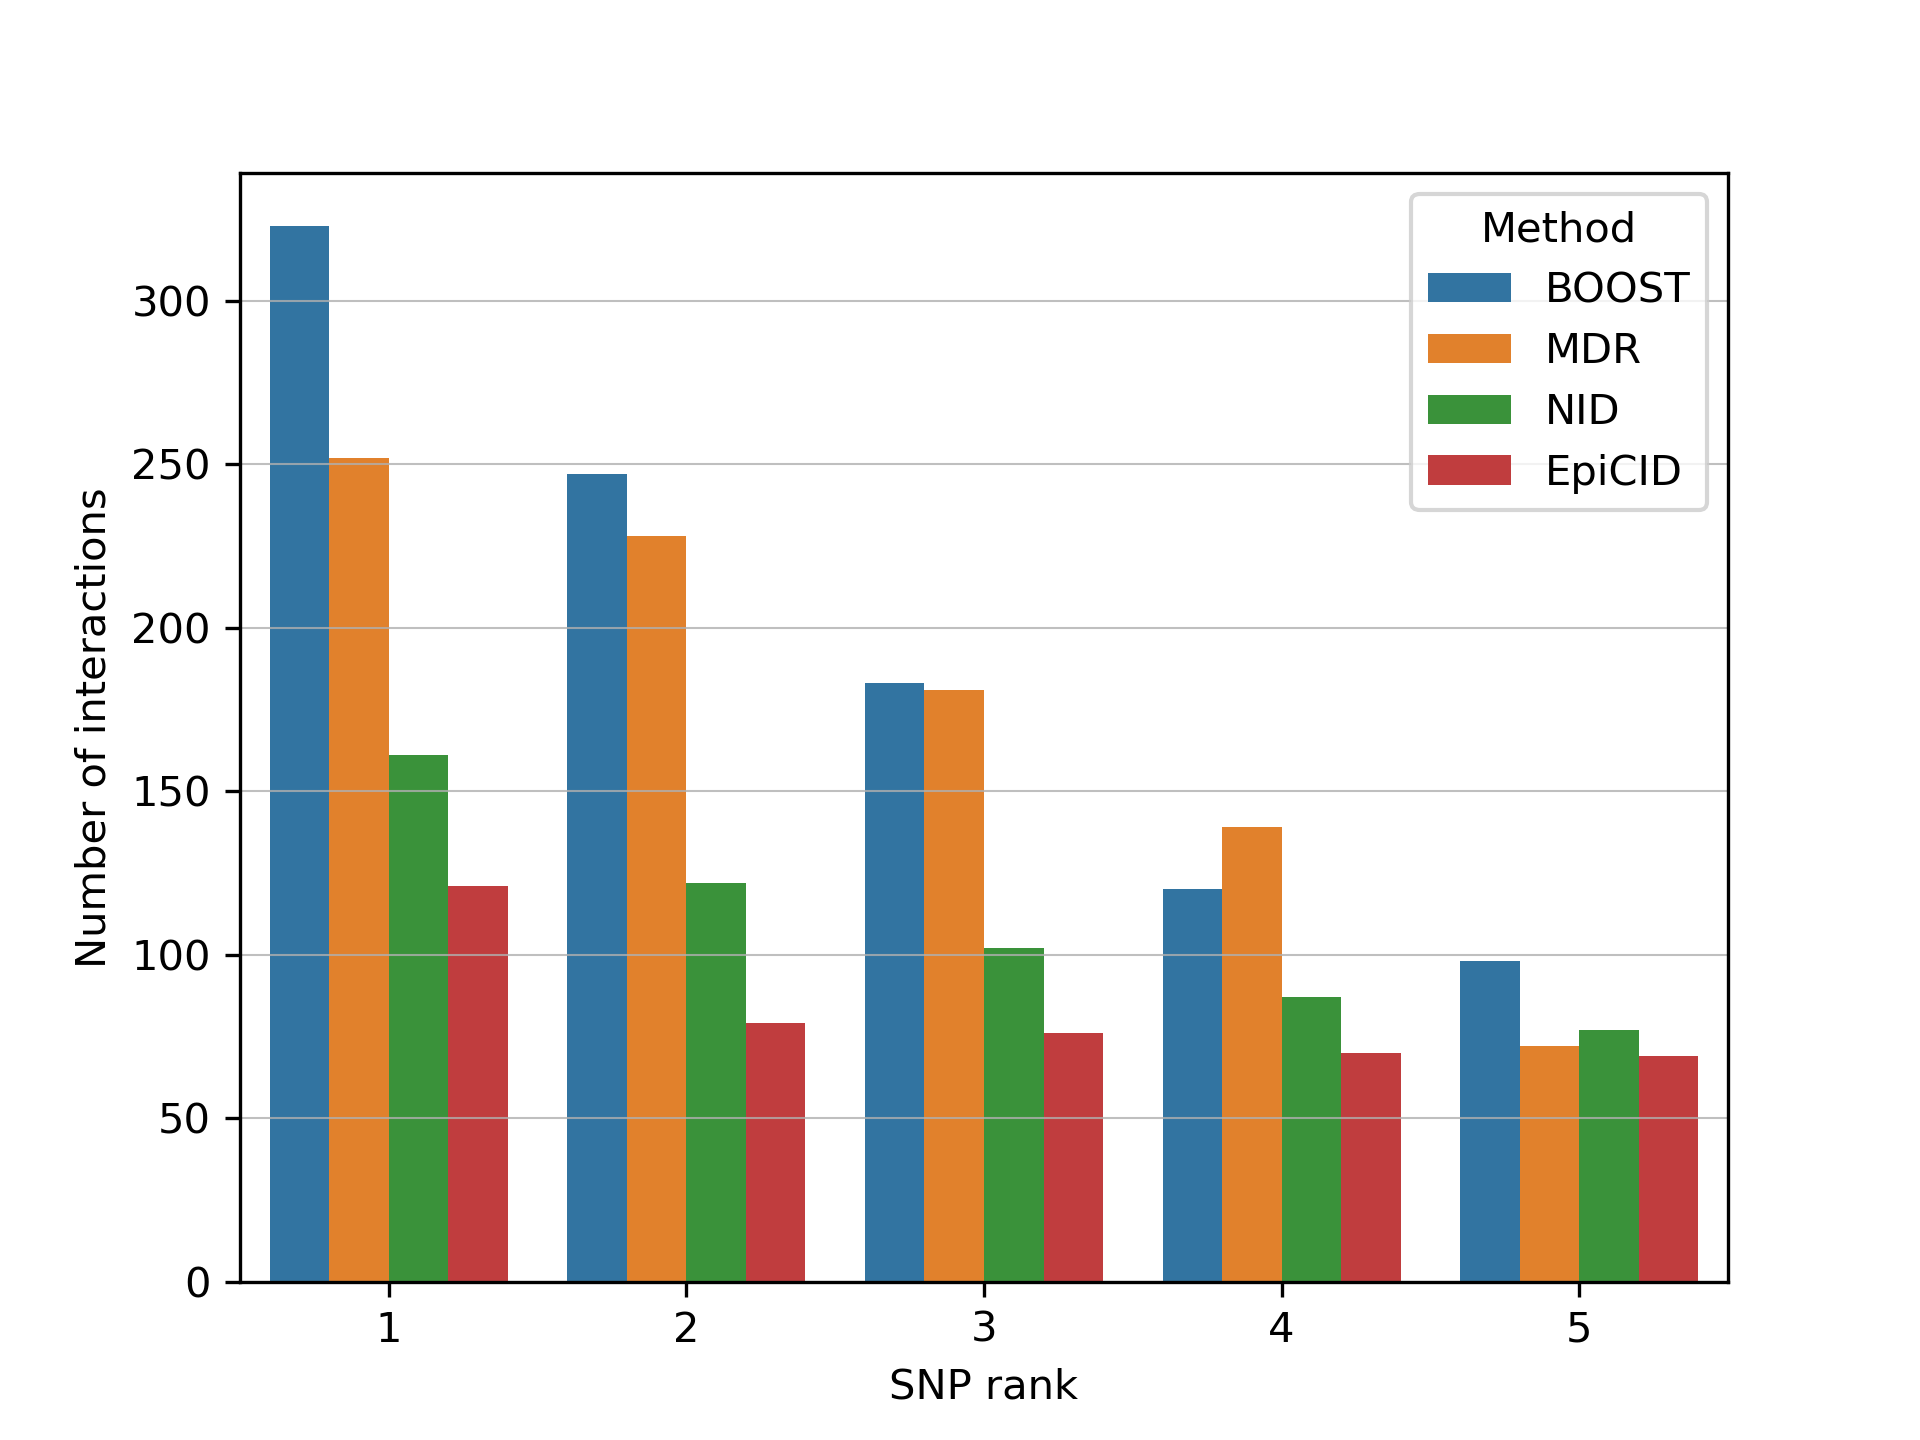 Method
BOOST
MDR
NID
EpiCID
Number of interactions
300
250
200
150
100
50
0
1 2 3 4 5
SNP rank